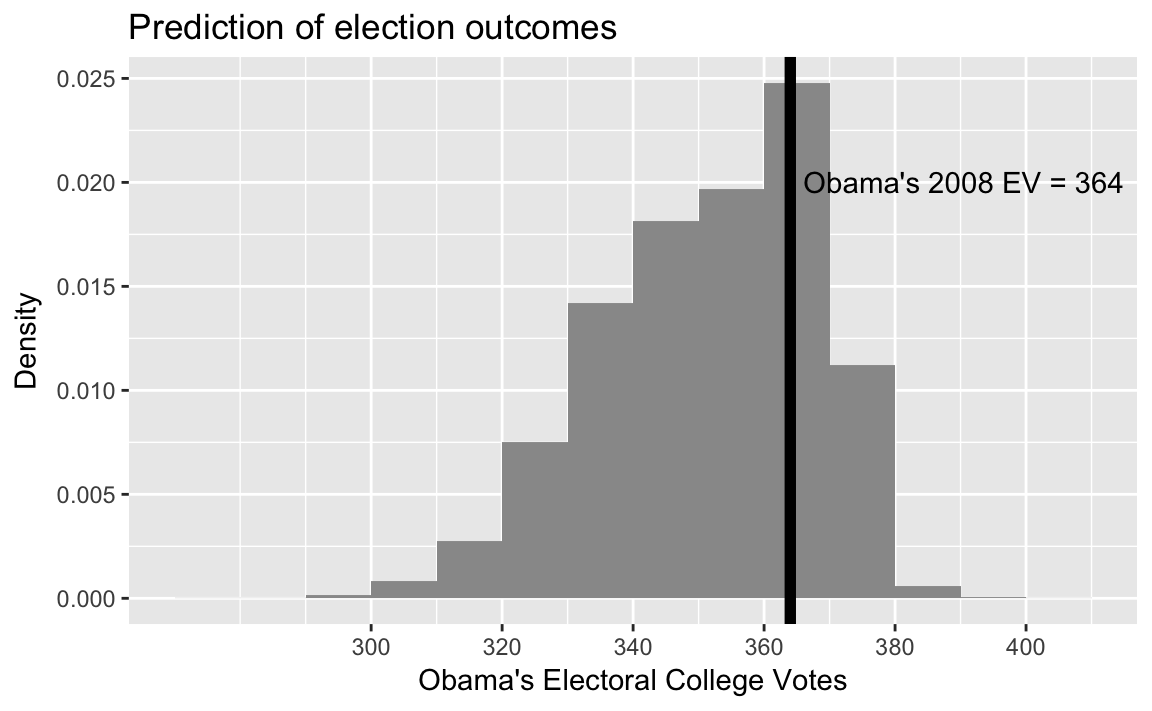 Prediction of election outcomes
0.025
0.020
0.015
0.010
0.005
0.000
Density
Obama's 2008 EV = 364
300 320 340 360 380 400
Obama's Electoral College Votes